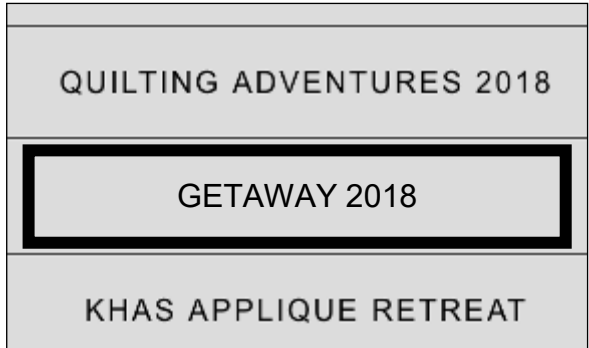 QUILTING ADVENTURES 2018
GETAWAY 2018
KHAS APPLIQUE RETREAT